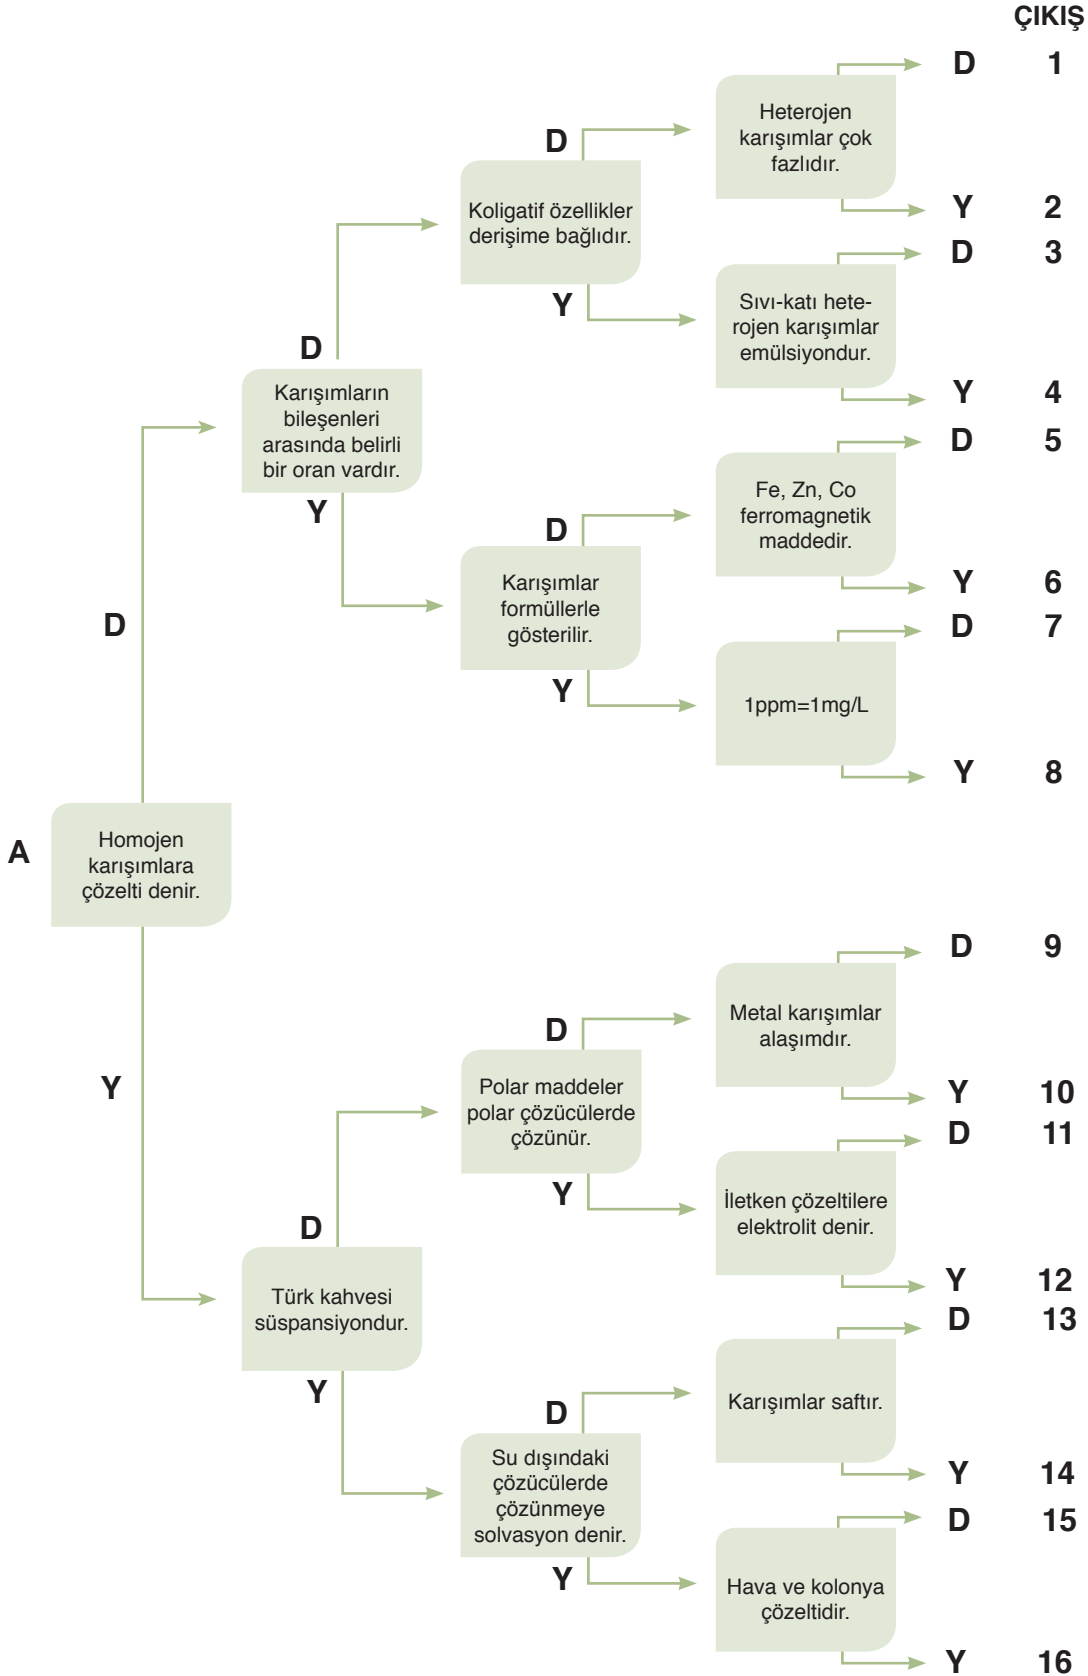 ÇIKIŞ
A
Homojen
karışımlara
çözelti denir.
D
Karışımların
bileşenleri
arasında belirli
bir oran vardır.
D
Koligatif özellikler
derişime bağlıdır.
D
Heterojen
karışımlar çok
fazlıdır.
D 1
Y 2
Y
Sıvı-katı hete-
rojen karışımlar
emülsiyondur.
D 3
Y 4
Y
Karışımlar
formüllerle
gösterilir.
D
Fe, Zn, Co
ferromagnetik
maddedir.
D 5
Y 6
Y
1ppm=1mg/L
D 7
Y 8
Y
Türk kahvesi
süspansiyondur.
D
Polar maddeler
polar çözücülerde
çözünür.
D
Metal karışımlar
alaşımdır.
D 9
Y 10
Y
İletken çözeltilere
elektrolit denir.
D 11
Y 12
Y
Su dışındaki
çözücülerde
çözünmeye
solvasyon denir.
D
Karışımlar saftır.
D 13
Y 14
Y
Hava ve kolonya
çözeltidir.
D 15
Y 16